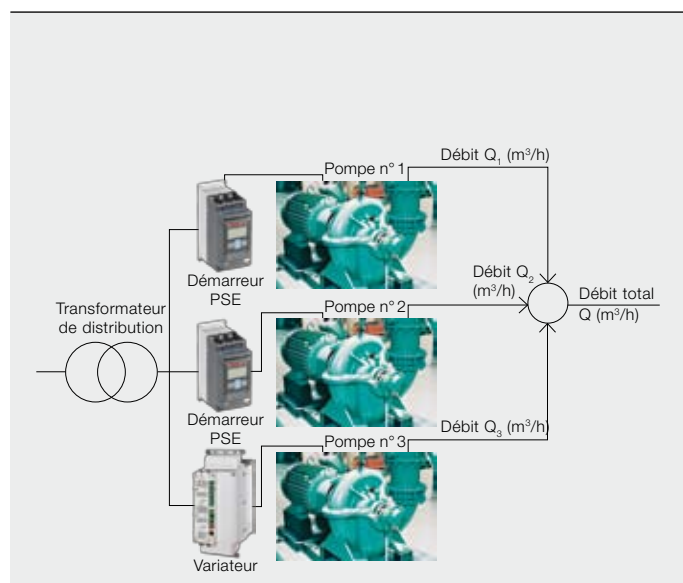 Pompe n° 1
Débit Q₁ (m³/h)
Démarreur
PSE
Transformateur
de distribution
Pompe n° 2
Débit Q₂
(m³/h)
Débit total
Q (m³/h)
Démarreur
PSE
Pompe n° 3
Débit Q₃ (m³/h)
Variateur